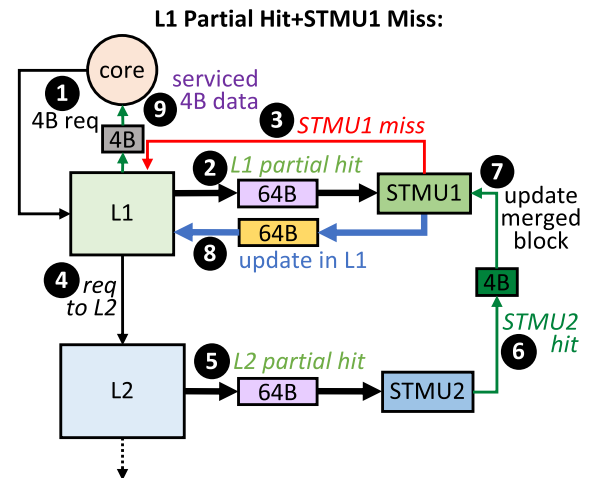 L1 Partial Hit+STMU1 Miss:
core
1
4B req
9
serviced
4B data
4B
3
STMU1 miss
2
L1 partial hit
64B
L1
STMU1
7
update
merged
block
64B
8
update in L1
4
req
to L2
4B
STMU2
hit
6
5
L2 partial hit
L2
64B
STMU2